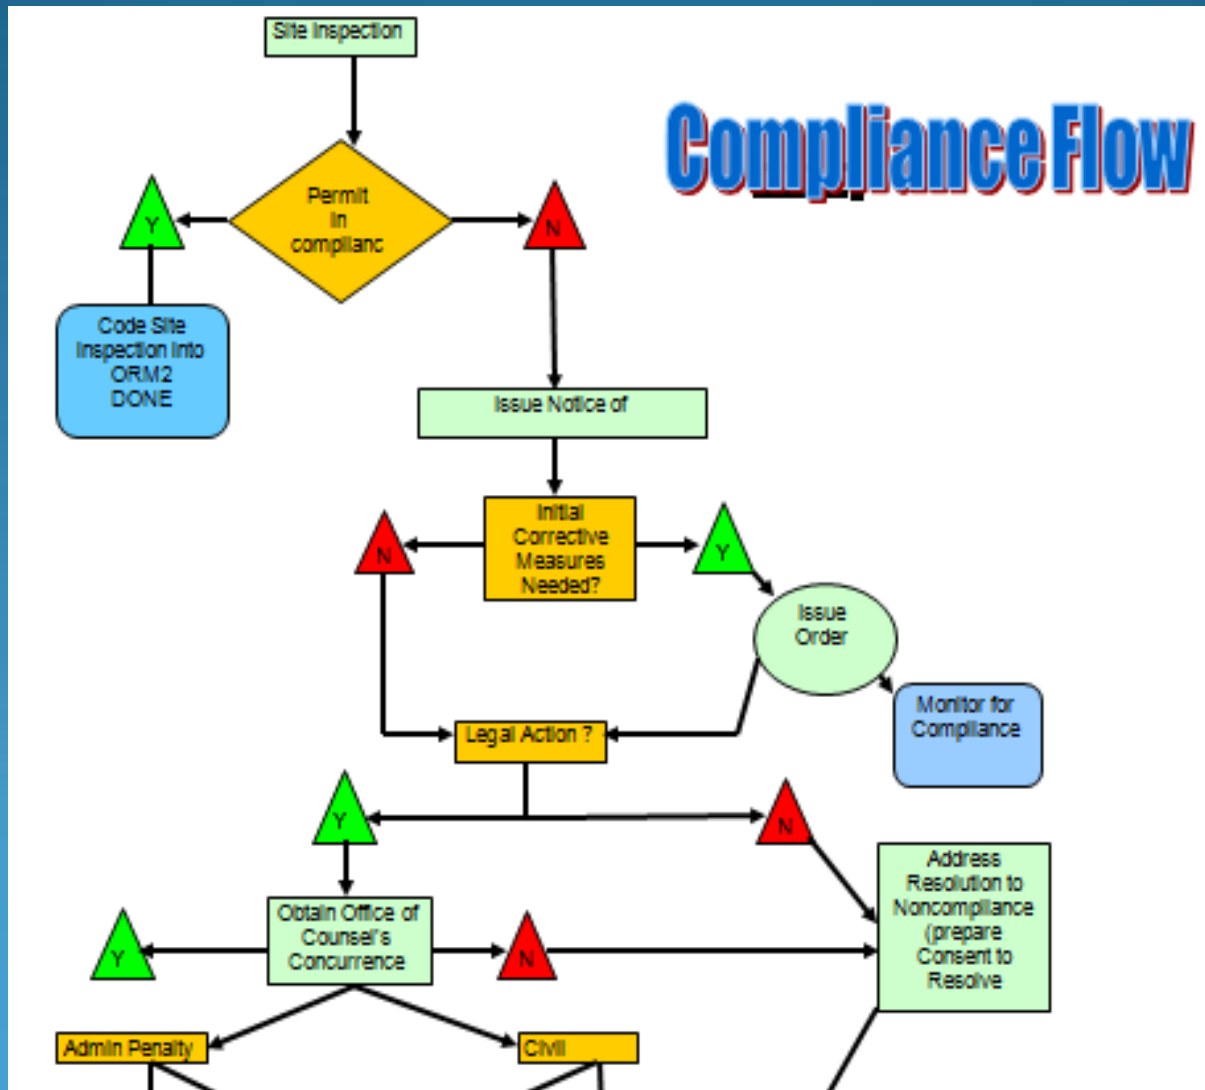 Site Inspection
Compliance Flow
Permit
in
complianc
Y
N
Code Site
Inspection Into
ORM2
DONE
Issue Notice of
Initial
Corrective
Measures
Needed?
N
Y
Issue
Order
Monitor for
Compliance
Legal Action ?
Y
N
Address
Resolution to
Noncompliance
(prepare
Consent to
Resolve
Obtain Office of
Counsel's
Concurrence
Y
N
Admin Penalty
Civil